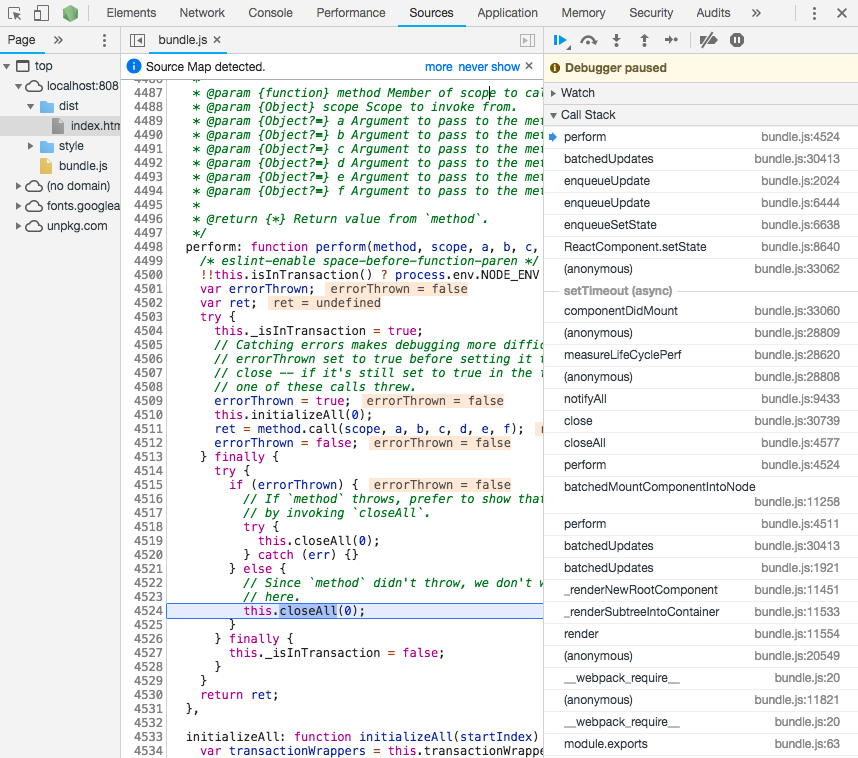 Elements Network Console Performance Sources Application Memory Security Audits »
Page »
top
localhost:808
dist
index.htm
style
bundle.js
(no domain)
fonts.googlea
unpkg.com
bundle.js ×
Source Map detected. more never show ×
4486 *
4487 * @param {function} method Member of scope to cal
4488 * @param {Object} scope Scope to invoke from.
4489 * @param {Object?=} a Argument to pass to the met
4490 * @param {Object?=} b Argument to pass to the met
4491 * @param {Object?=} c Argument to pass to the met
4492 * @param {Object?=} d Argument to pass to the met
4493 * @param {Object?=} e Argument to pass to the met
4494 * @param {Object?=} f Argument to pass to the met
4495 *
4496 * @return {*} Return value from `method`.
4497 */
4498 perform: function perform(method, scope, a, b, c,
4499 /* eslint-enable space-before-function-paren */
4500 !!this.isInTransaction() ? process.env.NODE_ENV
4501 var errorThrown; errorThrown = false
4502 var ret; ret = undefined
4503 try {
4504 this._isInTransaction = true;
4505 // Catching errors makes debugging more diffic
4506 // errorThrown set to true before setting it t
4507 // close -- if it's still set to true in the f
4508 // one of these calls threw.
4509 errorThrown = true; errorThrown = false
4510 this.initializeAll(0);
4511 ret = method.call(scope, a, b, c, d, e, f);
4512 errorThrown = false; errorThrown = false
4513 } finally {
4514 try {
4515 if (errorThrown) { errorThrown = false
4516 // If `method` throws, prefer to show that
4517 // by invoking `closeAll`.
4518 try {
4519 this.closeAll(0);
4520 } catch (err) {}
4521 } else {
4522 // Since `method` didn't throw, we don't w
4523 // here.
4524 this.closeAll(0);
4525 }
4526 } finally {
4527 this._isInTransaction = false;
4528 }
4529 }
4530 return ret;
4531 },
4532
4533 initializeAll: function initializeAll(startIndex)
4534 var transactionWrappers = this.transactionWrappe
Debugger paused
Watch
Call Stack
perform bundle.js:4524
batchedUpdates bundle.js:30413
enqueueUpdate bundle.js:2024
enqueueUpdate bundle.js:6444
enqueueSetState bundle.js:6638
ReactComponent.setState bundle.js:8640
(anonymous) bundle.js:33062
setTimeout (async)
componentDidMount bundle.js:33060
(anonymous) bundle.js:28809
measureLifeCyclePerf bundle.js:28620
(anonymous) bundle.js:28808
notifyAll bundle.js:9433
close bundle.js:30739
closeAll bundle.js:4577
perform bundle.js:4524
batchedMountComponentIntoNode
bundle.js:11258
perform bundle.js:4511
batchedUpdates bundle.js:30413
batchedUpdates bundle.js:1921
_renderNewRootComponent bundle.js:11451
_renderSubtreeIntoContainer bundle.js:11533
render bundle.js:11554
(anonymous) bundle.js:20549
__webpack_require__ bundle.js:20
(anonymous) bundle.js:11821
__webpack_require__ bundle.js:20
module.exports bundle.js:63